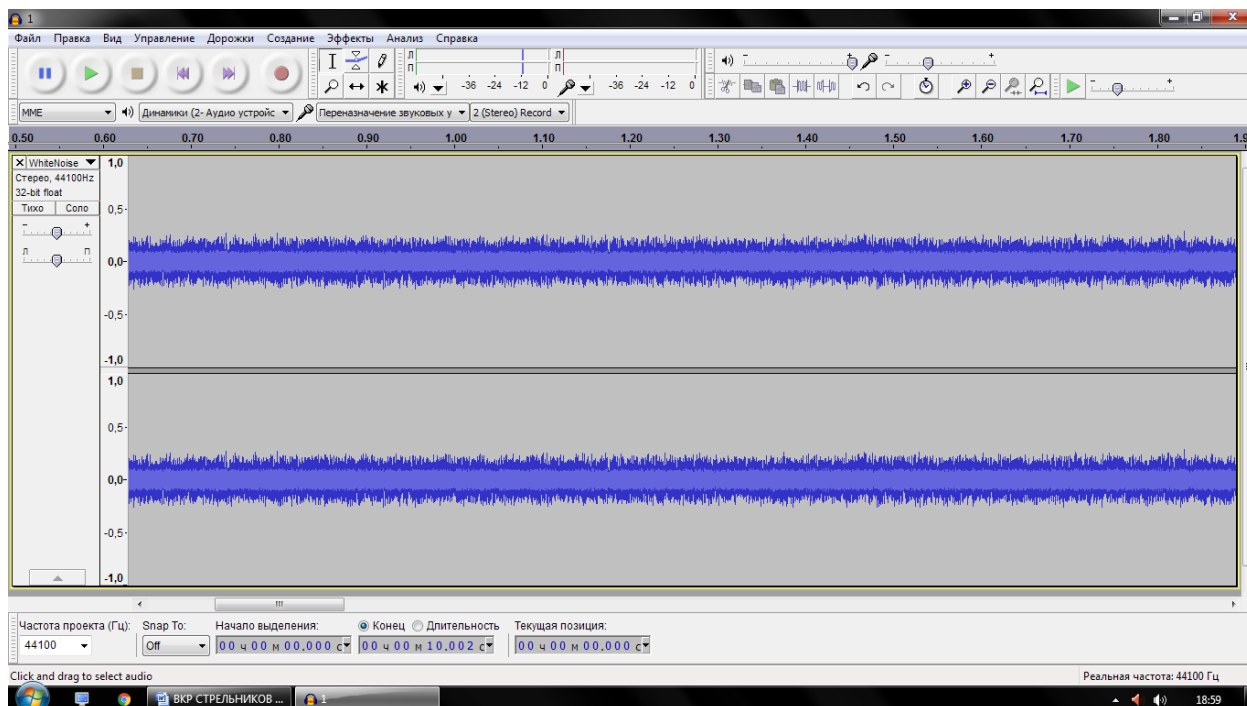 1
Файл Правка Вид Управление Дорожки Создание Эффекты Анализ Справка
Л П
-36 -24 -12 0
Л П
-36 -24 -12 0
MME
Динамики (2- Аудио устройс
Переназначение звуковых у
2 (Stereo) Record
0.50 0.60 0.70 0.80 0.90 1.00 1.10 1.20 1.30 1.40 1.50 1.60 1.70 1.80 1.9
WhiteNoise
Стерео, 44100Hz
32-bit float
Тихо Соло
- +
Л П
1,0
0,5-
0,0-
-0,5-
-1,0
1,0
0,5-
0,0-
-0,5-
-1,0
Частота проекта (Гц): Snap To: Начало выделения: Конец Длительность Текущая позиция:
44100 Off 00 ч 00 м 00.000 с 00 ч 00 м 10.002 с 00 ч 00 м 00.000 с
Click and drag to select audio
Реальная частота: 44100 Гц
ВКР СТРЕЛЬНИКОВ ...
1
18:59